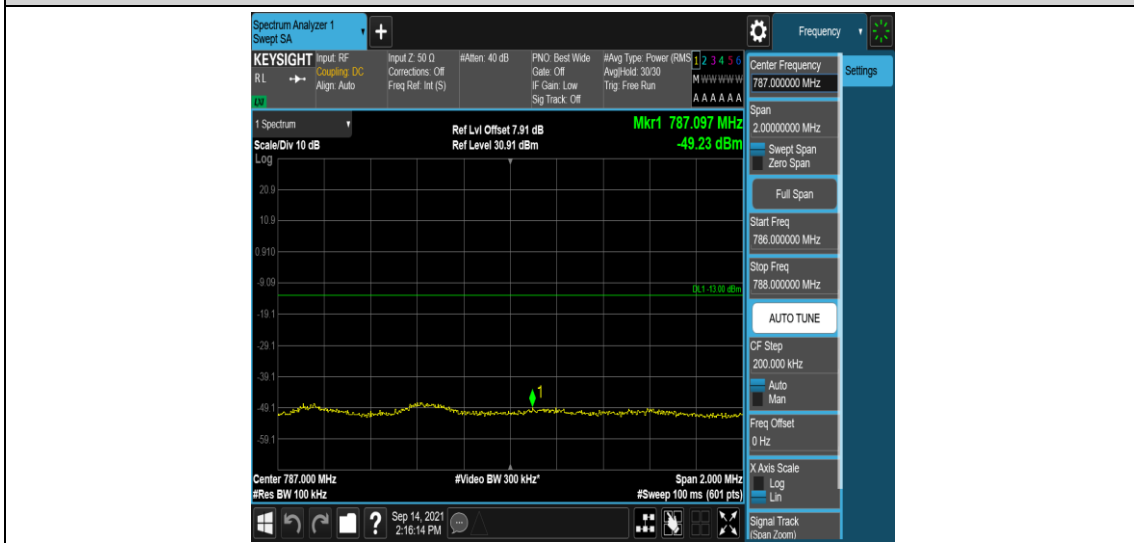 Spectrum Analyzer 1
Swept SA
+
Frequency
KEYSIGHT
RL
Input: RF
Coupling: DC
Align: Auto
Input Z: 50 Ω
Corrections: Off
Freq Ref: Int (S)
#Atten: 40 dB
PNO: Best Wide
Gate: Off
IF Gain: Low
Sig Track: Off
#Avg Type: Power (RMS
Avg|Hold: 30/30
Trig: Free Run
1 2 3 4 5 6
M W W W W W
A A A A A A
1 Spectrum
Scale/Div 10 dB
Log
Ref Lvl Offset 7.91 dB
Ref Level 30.91 dBm
Mkr1 787.097 MHz
-49.23 dBm
20.9
10.9
0.910
-9.09
-19.1
-29.1
-39.1
-49.1
-59.1
DL1 -13.00 dBm
1
Center 787.000 MHz
#Res BW 100 kHz
#Video BW 300 kHz*
Span 2.000 MHz
#Sweep 100 ms (601 pts)
?
Sep 14, 2021
2:16:14 PM
Center Frequency
787.000000 MHz
Settings
Span
2.00000000 MHz
Swept Span
Zero Span
Full Span
Start Freq
786.000000 MHz
Stop Freq
788.000000 MHz
AUTO TUNE
CF Step
200.000 kHz
Auto
Man
Freq Offset
0 Hz
X Axis Scale
Log
Lin
Signal Track
(Span Zoom)